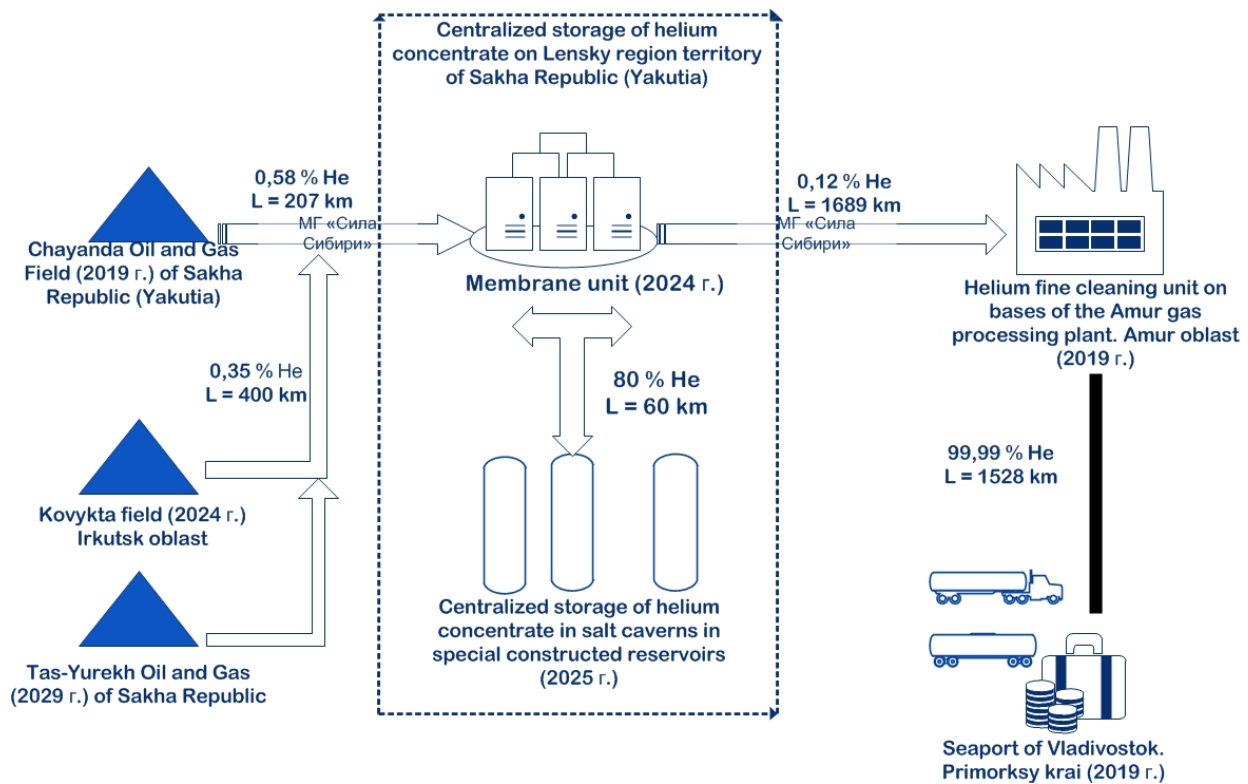 Centralized storage of helium
concentrate on Lensky region territory
of Sakha Republic (Yakutia)
0,58 % He
L = 207 km
МГ «Сила
Сибири»
0,12 % He
L = 1689 km
МГ «Сила
Сибири»
Chayanda Oil and Gas
Field (2019 г.) of Sakha
Republic (Yakutia)
Membrane unit (2024 г.)
Helium fine cleaning unit on
bases of the Amur gas
processing plant. Amur oblast
(2019 г.)
0,35 % He
L = 400 km
80 % He
L = 60 km
99,99 % He
L = 1528 km
Kovykta field (2024 г.)
Irkutsk oblast
Centralized storage of helium
concentrate in salt caverns in
special constructed reservoirs
(2025 г.)
Tas-Yurekh Oil and Gas
(2029 г.) of Sakha Republic
Seaport of Vladivostok.
Primorksy krai (2019 г.)